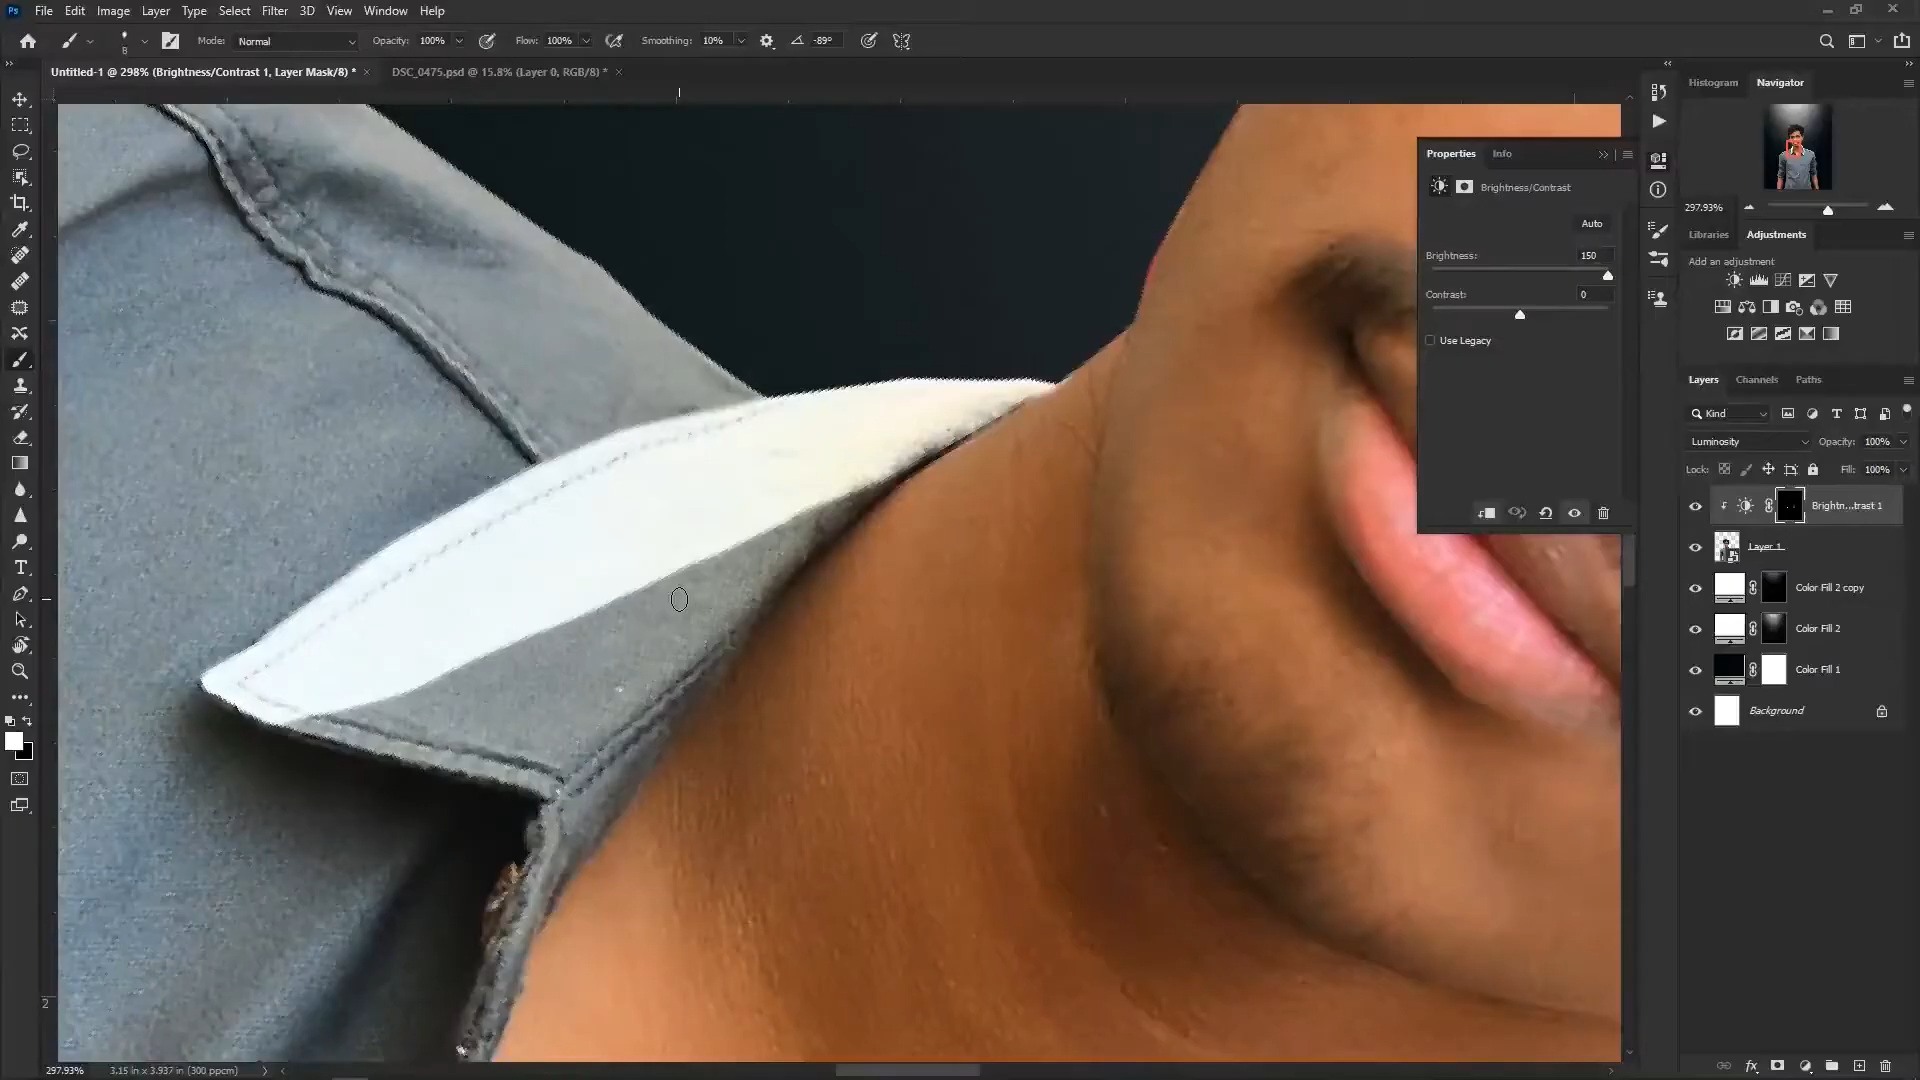 Ps File Edit Image Layer Type Select Filter 3D View Window Help
8 Mode: Normal Opacity: 100% Flow: 100% Smoothing: 10% -89°
Untitled-1 @ 298% (Brightness/Contrast 1, Layer Mask/8) * × DSC_0475.psd @ 15.8% (Layer 0, RGB/8) * ×
Histogram Navigator
Properties Info
Brightness/Contrast
Auto
Brightness: 150
Contrast: 0
Use Legacy
297.93%
Libraries Adjustments
Add an adjustment
Layers Channels Paths
Kind
Luminosity Opacity: 100%
Lock: Fill: 100%
Brightn...trast 1
Layer 1
Color Fill 2 copy
Color Fill 2
Color Fill 1
Background
2
297.93% 3.15 in x 3.937 in (300 ppcm)